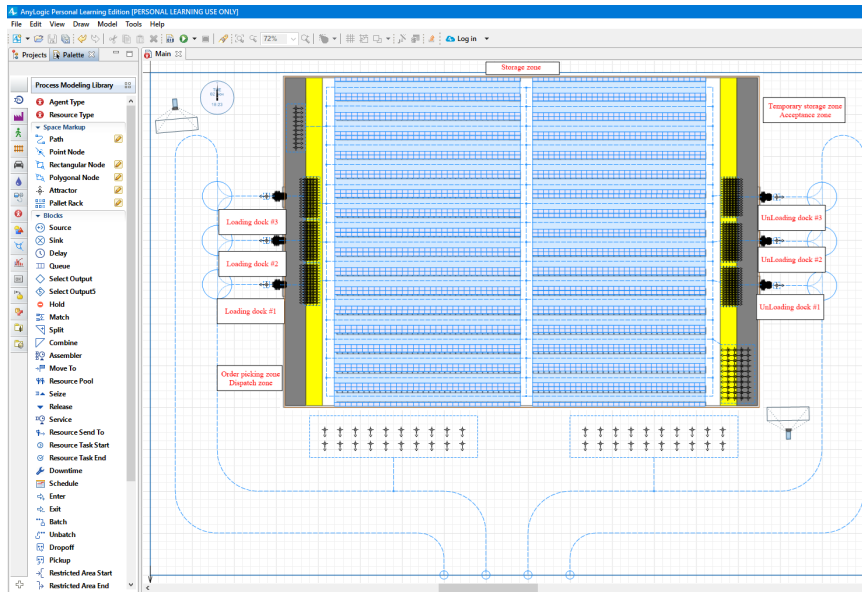 AnyLogic Personal Learning Edition [PERSONAL LEARNING USE ONLY]
File Edit View Draw Model Tools Help
72%
Log in
Projects
Palette
Main
Process Modeling Library
Agent Type
Resource Type
Space Markup
Path
Point Node
Rectangular Node
Polygonal Node
Attractor
Pallet Rack
Blocks
Source
Sink
Delay
Queue
Select Output
Select Output5
Hold
Match
Split
Combine
Assembler
Move To
Resource Pool
Seize
Release
Service
Resource Send To
Resource Task Start
Resource Task End
Downtime
Schedule
Enter
Exit
Batch
Unbatch
Dropoff
Pickup
Restricted Area Start
Restricted Area End
Storage zone
Temporary storage zone
Acceptance zone
Loading dock #3
Loading dock #2
Loading dock #1
Order picking zone
Dispatch zone
UnLoading dock #3
UnLoading dock #2
UnLoading dock #1